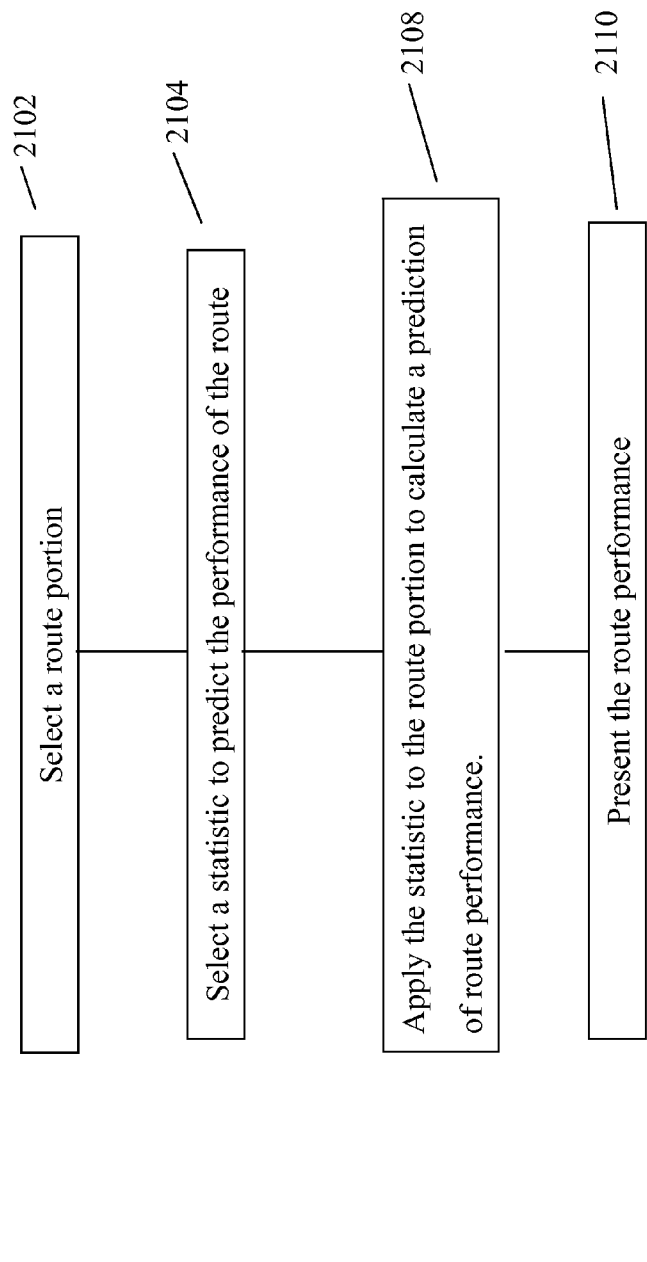 2102
Select a route portion
2104
Select a statistic to predict the performance of the route
2108
Apply the statistic to the route portion to calculate a prediction
of route performance.
2110
Present the route performance